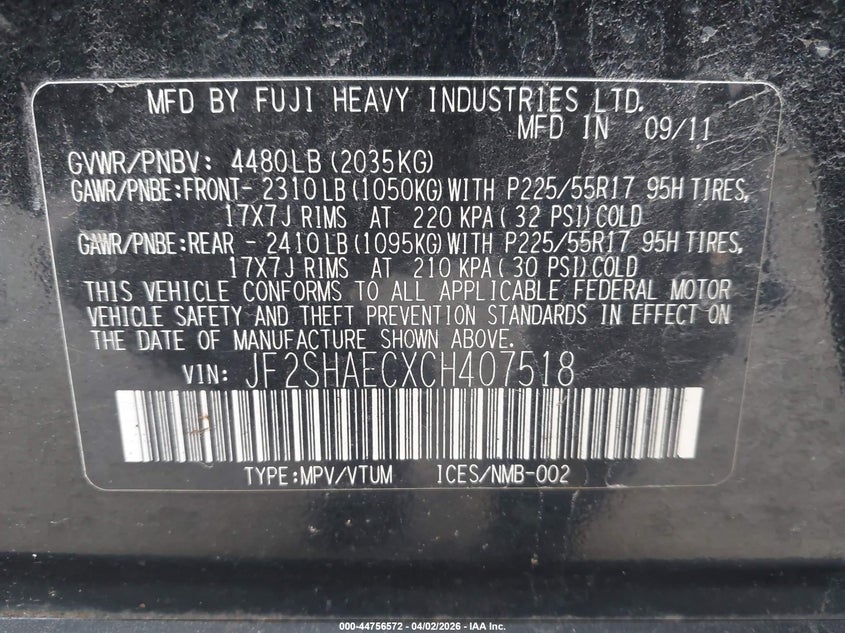 MFD BY FUJI HEAVY INDUSTRIES LTD.
MFD IN 09/11
GVWR/PNBV: 4480LB(2035KG)
GAWR/PNBE:FRONT- 2310LB(1050KG)WITH P225/55R17 95H TIRES,
17X7J RIMS AT 220 KPA(32 PSI)COLD
GAWR/PNBE:REAR - 2410LB(1095KG)WITH P225/55R17 95H TIRES,
17X7J RIMS AT 210 KPA(30 PSI)COLD
THIS VEHICLE CONFORMS TO ALL APPLICABLE FEDERAL MOTOR
VEHICLE SAFETY AND THEFT PREVENTION STANDARDS IN EFFECT ON
THE DATE OF MANUFACTURE SHOWN ABOVE.
VIN: JF2SHAECXCH407518
TYPE:MPV/VTUM ICES/NMB-002
000-44756572 - 04/02/2026 - IAA Inc.